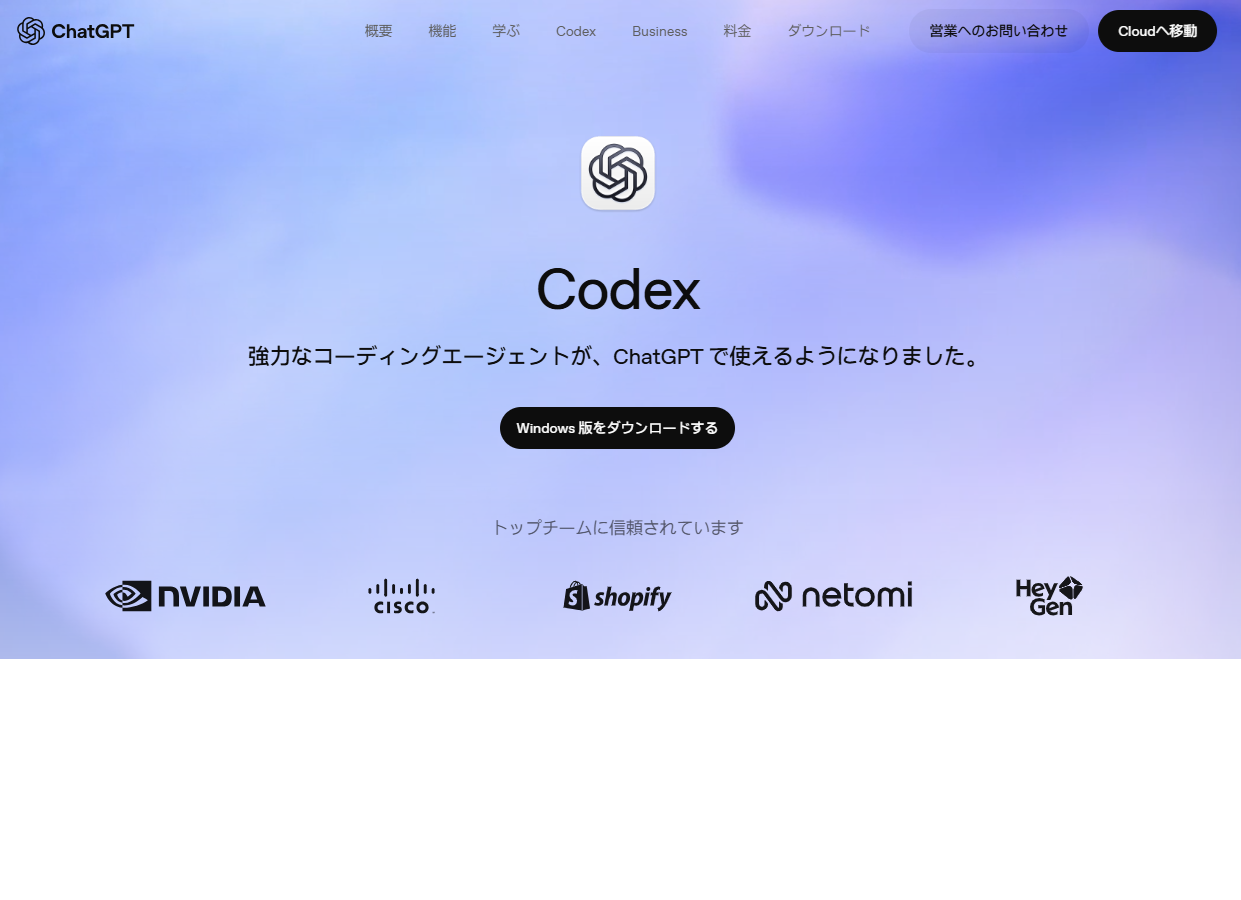 ChatGPT
概要
機能
学ぶ
Codex
Business
料金
ダウンロード
営業へのお問い合わせ
Cloudへ移動
Codex
強力なコーディングエージェントが、ChatGPT で使えるようになりました。
Windows 版をダウンロードする
トップチームに信頼されています
NVIDIA
CISCO
shopify
netomi
Hey
Gen